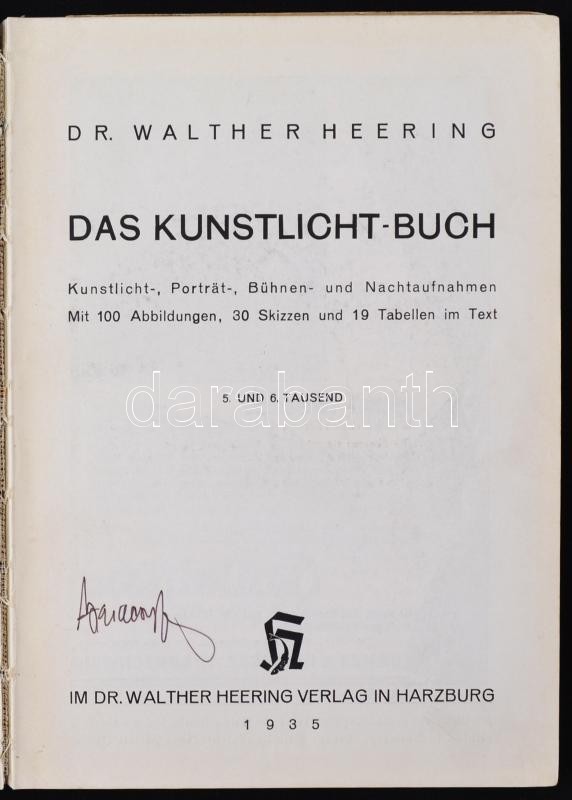 DR. WALTHER HEERING
DAS KUNSTLICHT-BUCH
Kunstlicht-, Porträt-, Bühnen- und Nachtaufnahmen
Mit 100 Abbildungen, 30 Skizzen und 19 Tabellen im Text
darabanth
5. UND 6. TAUSEND
IM DR. WALTHER HEERING VERLAG IN HARZBURG
1935